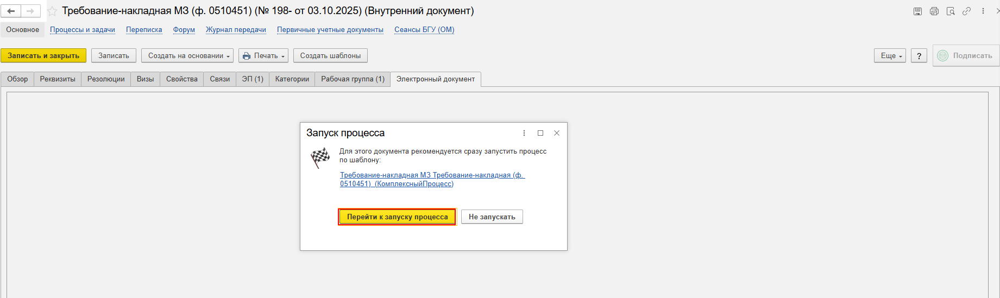 Требование-накладная МЗ (ф. 0510451) (№ 198- от 03.10.2025) (Внутренний документ)
Основное Процессы и задачи Переписка Форум Журнал передачи Первичные учетные документы Сеансы БГУ (ОМ)
Записать и закрыть Записать Создать на основании Печать Создать шаблоны Еще ? Подписать
Обзор Реквизиты Резолюции Визы Свойства Связи ЭП (1) Категории Рабочая группа (1) Электронный документ
Запуск процесса
Для этого документа рекомендуется сразу запустить процесс
по шаблону:
Требование-накладная МЗ Требование-накладная (ф.
0510451) (КомплексныйПроцесс)
Перейти к запуску процесса Не запускать